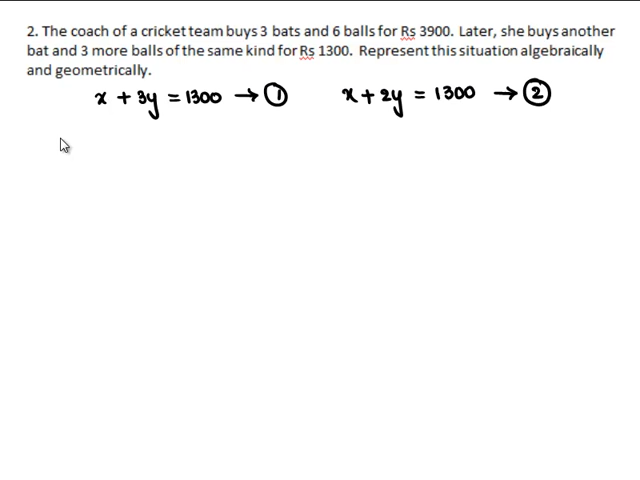 2. The coach of a cricket team buys 3 bats and 6 balls for Rs 3900. Later, she buys another
bat and 3 more balls of the same kind for Rs 1300. Represent this situation algebraically
and geometrically.
x + 3y = 1300 → ① x + 2y = 1300 → ②